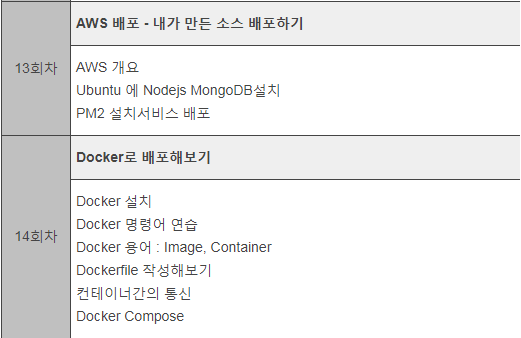 AWS 배포 - 내가 만든 소스 배포하기
13회차
AWS 개요
Ubuntu 에 Nodejs MongoDB설치
PM2 설치서비스 배포
Docker로 배포해보기
14회차
Docker 설치
Docker 명령어 연습
Docker 용어 : Image, Container
Dockerfile 작성해보기
컨테이너간의 통신
Docker Compose